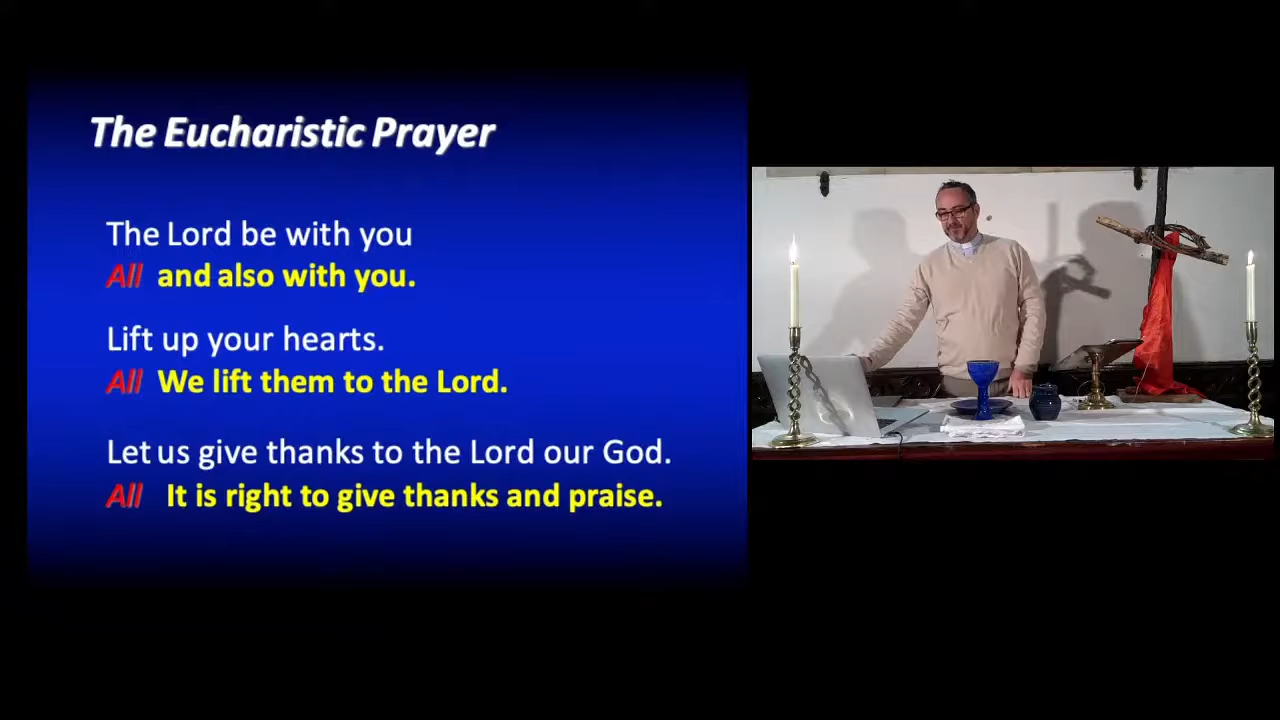 The Eucharistic Prayer
The Lord be with you
All and also with you.
Lift up your hearts.
All We lift them to the Lord.
Let us give thanks to the Lord our God.
All It is right to give thanks and praise.